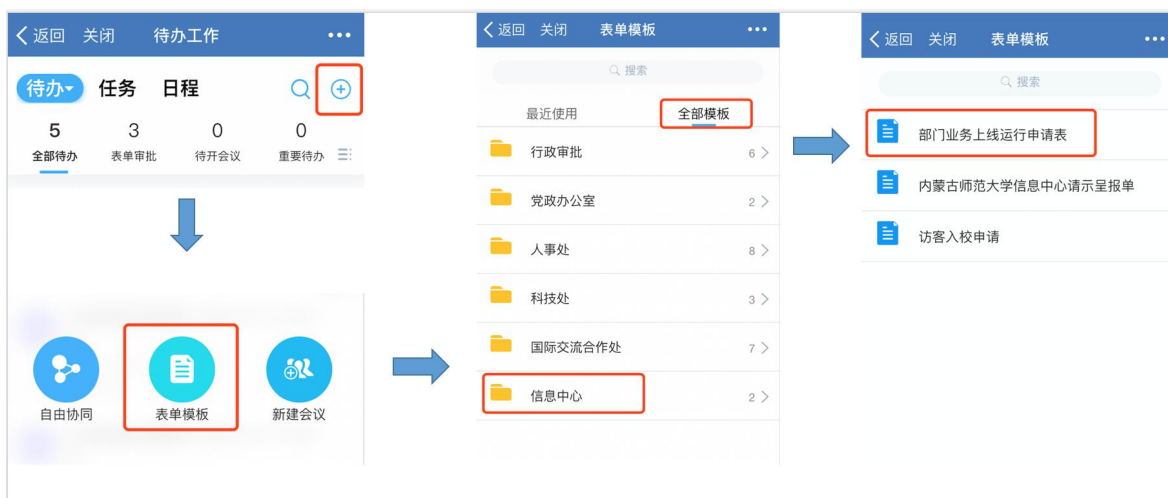 返回 关闭 待办工作
待办 任务 日程
5 3 0 0
全部待办 表单审批 待开会议 重要待办
自由协同 表单模板 新建会议
返回 关闭 表单模板
搜索
最近使用 全部模板
行政审批 6
党政办公室 2
人事处 8
科技处 3
国际交流合作处 7
信息中心 2
返回 关闭 表单模板
搜索
部门业务上线运行申请表
内蒙古师范大学信息中心请示呈报单
访客入校申请